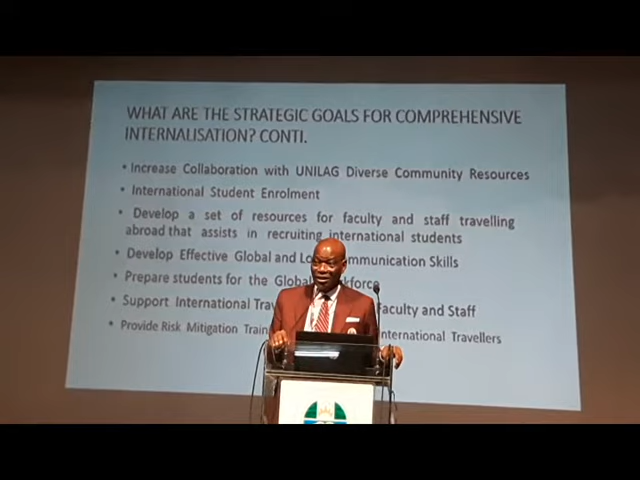 WHAT ARE THE STRATEGIC GOALS FOR COMPREHENSIVE
INTERNALISATION? CONTI.
• Increase Collaboration with UNILAG Diverse Community Resources
• International Student Enrolment
• Develop a set of resources for faculty and staff travelling
abroad that assists in recruiting international students
• Develop Effective Global and Communication Skills
• Prepare students for the
• Support International Faculty and Staff
• Provide Risk Mitigation International Travellers